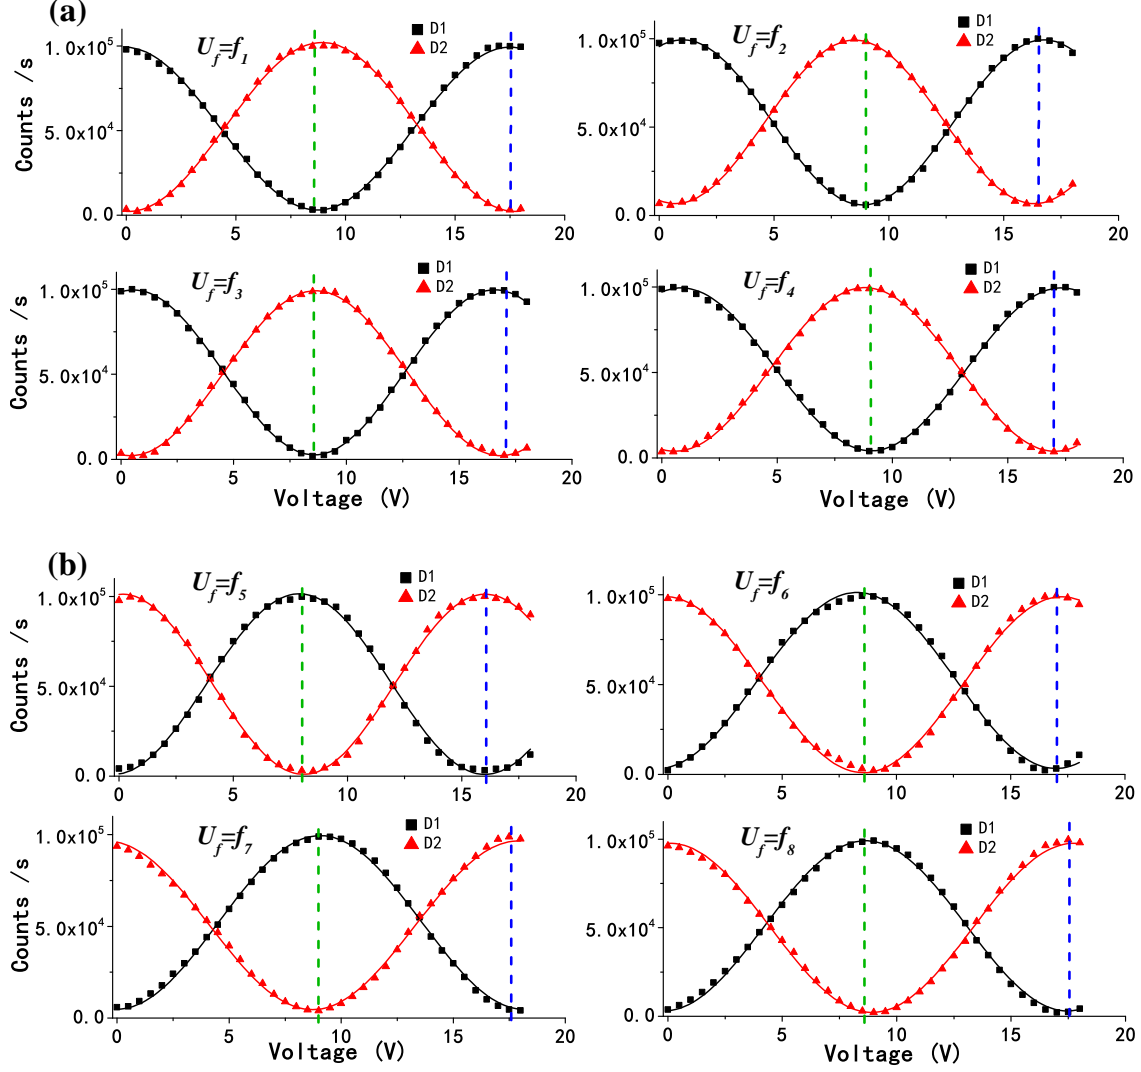 (a)
U_f=f_1
D1
D2
Counts /s
1.0x10^5
5.0x10^4
0.0
0 5 10 15 20
U_f=f_2
D1
D2
1.0x10^5
5.0x10^4
0.0
0 5 10 15 20
U_f=f_3
D1
D2
Counts /s
1.0x10^5
5.0x10^4
0.0
0 5 10 15 20
Voltage (V)
U_f=f_4
D1
D2
1.0x10^5
5.0x10^4
0.0
0 5 10 15 20
Voltage (V)
(b)
U_f=f_5
D1
D2
Counts /s
1.0x10^5
5.0x10^4
0.0
0 5 10 15 20
U_f=f_6
D1
D2
1.0x10^5
5.0x10^4
0.0
0 5 10 15 20
U_f=f_7
D1
D2
Counts /s
1.0x10^5
5.0x10^4
0.0
0 5 10 15 20
Voltage (V)
U_f=f_8
D1
D2
1.0x10^5
5.0x10^4
0.0
0 5 10 15 20
Voltage (V)